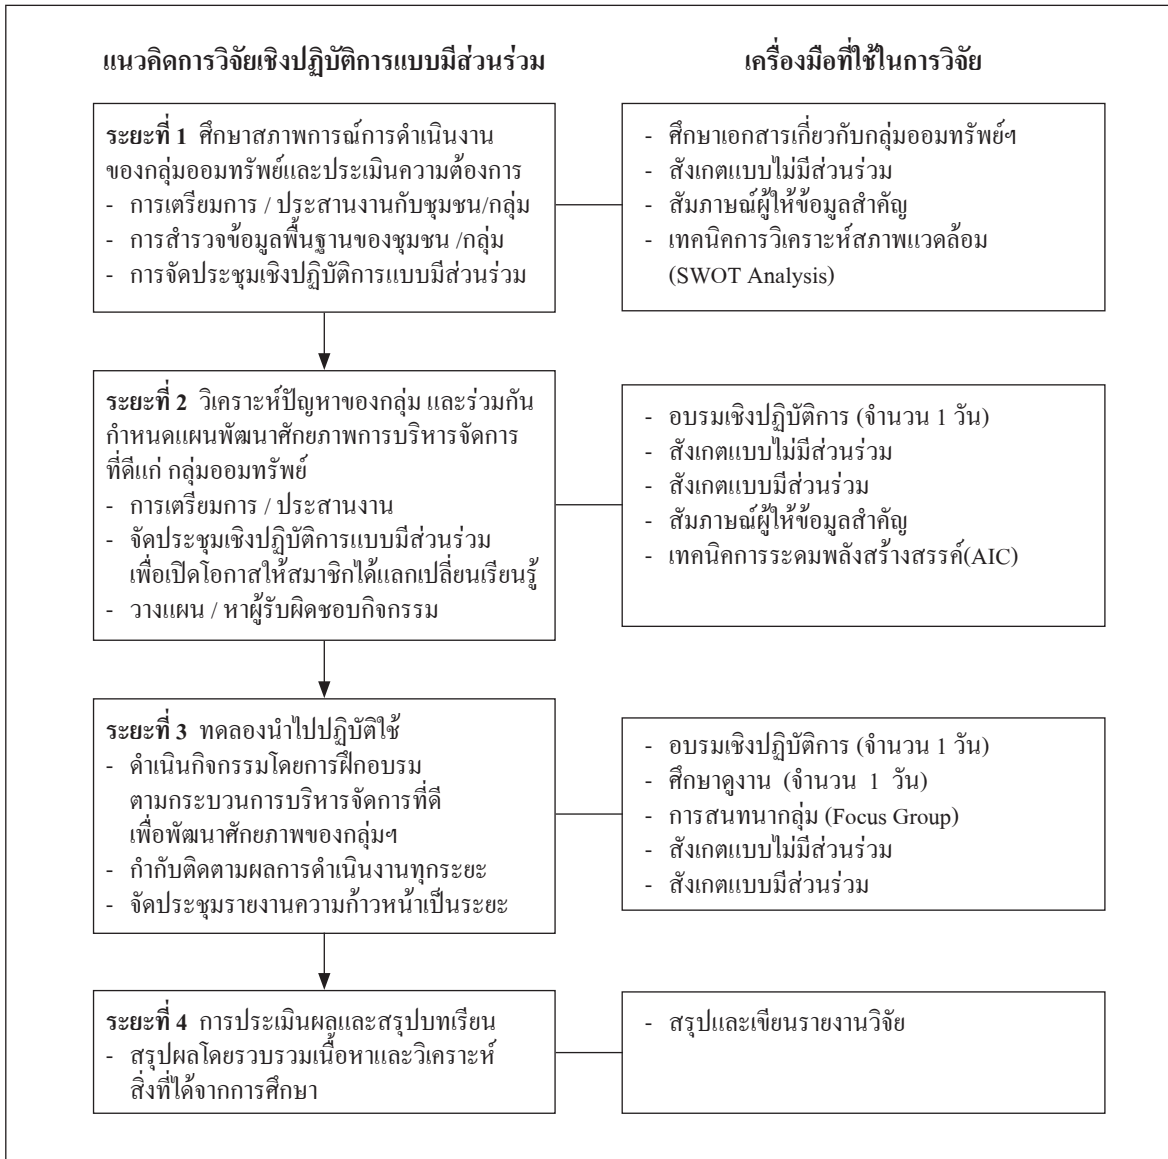 แนวคิดการวิจัยเชิงปฏิบัติการแบบมีส่วนร่วม
เครื่องมือที่ใช้ในการวิจัย
ระยะที่ 1 ศึกษาสภาพการณ์การดำเนินงาน
ของกลุ่มออมทรัพย์และประเมินความต้องการ
- การเตรียมการ / ประสานงานกับชุมชน/กลุ่ม
- การสำรวจข้อมูลพื้นฐานของชุมชน /กลุ่ม
- การจัดประชุมเชิงปฏิบัติการแบบมีส่วนร่วม
- ศึกษาเอกสารเกี่ยวกับกลุ่มออมทรัพย์ฯ
- สังเกตแบบไม่มีส่วนร่วม
- สัมภาษณ์ผู้ให้ข้อมูลสำคัญ
- เทคนิคการวิเคราะห์สภาพแวดล้อม
(SWOT Analysis)
ระยะที่ 2 วิเคราะห์ปัญหาของกลุ่ม และร่วมกัน
กำหนดแผนพัฒนาศักยภาพการบริหารจัดการ
ที่ดีแก่ กลุ่มออมทรัพย์
- การเตรียมการ / ประสานงาน
- จัดประชุมเชิงปฏิบัติการแบบมีส่วนร่วม
เพื่อเปิดโอกาสให้สมาชิกได้แลกเปลี่ยนเรียนรู้
- วางแผน / หาผู้รับผิดชอบกิจกรรม
- อบรมเชิงปฏิบัติการ (จำนวน 1 วัน)
- สังเกตแบบไม่มีส่วนร่วม
- สังเกตแบบมีส่วนร่วม
- สัมภาษณ์ผู้ให้ข้อมูลสำคัญ
- เทคนิคการระดมพลังสร้างสรรค์(AIC)
ระยะที่ 3 ทดลองนำไปปฏิบัติใช้
- ดำเนินกิจกรรมโดยการฝึกอบรม
ตามกระบวนการบริหารจัดการที่ดี
เพื่อพัฒนาศักยภาพของกลุ่มฯ
- กำกับติดตามผลการดำเนินงานทุกระยะ
- จัดประชุมรายงานความก้าวหน้าเป็นระยะ
- อบรมเชิงปฏิบัติการ (จำนวน 1 วัน)
- ศึกษาดูงาน (จำนวน 1 วัน)
- การสนทนากลุ่ม (Focus Group)
- สังเกตแบบไม่มีส่วนร่วม
- สังเกตแบบมีส่วนร่วม
ระยะที่ 4 การประเมินผลและสรุปบทเรียน
- สรุปผลโดยรวบรวมเนื้อหาและวิเคราะห์
สิ่งที่ได้จากการศึกษา
- สรุปและเขียนรายงานวิจัย